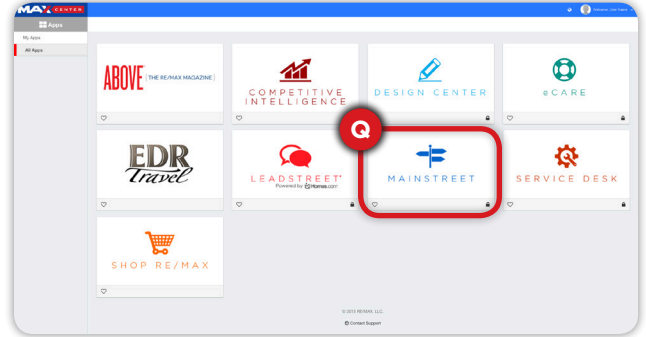 MAX CENTER
Apps
My Apps
All Apps
ABOVE [THE RE/MAX MAGAZINE]
COMPETITIVE
INTELLIGENCE
DESIGN CENTER
eCARE
Q
EDR
Travel
LEADSTREET®
Powered by Homes.com
MAINSTREET
SERVICE DESK
SHOP RE/MAX
© 2015 RE/MAX, LLC.
Contact Support